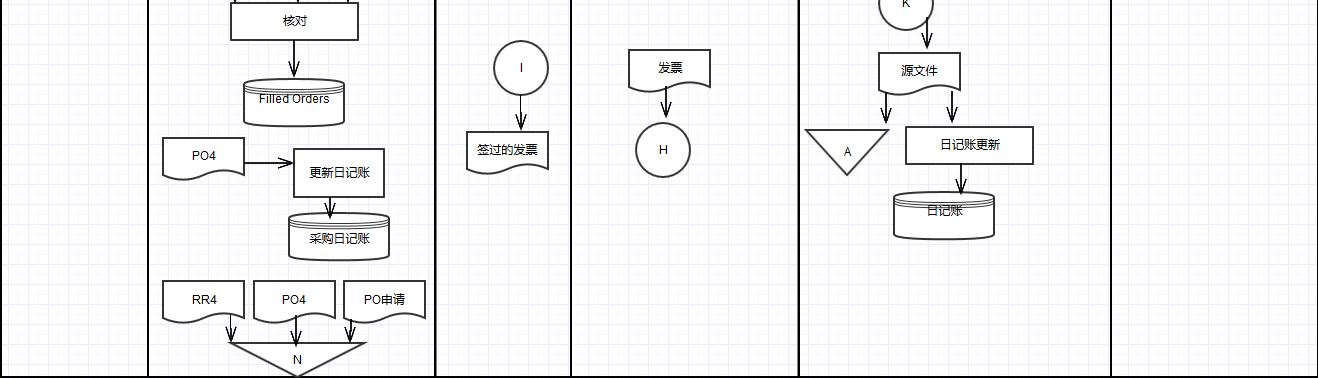 核对
Filled Orders
PO4
更新日记账
采购日记账
RR4
PO4
PO申请
N
I
签过的发票
发票
H
K
源文件
A
日记账更新
日记账